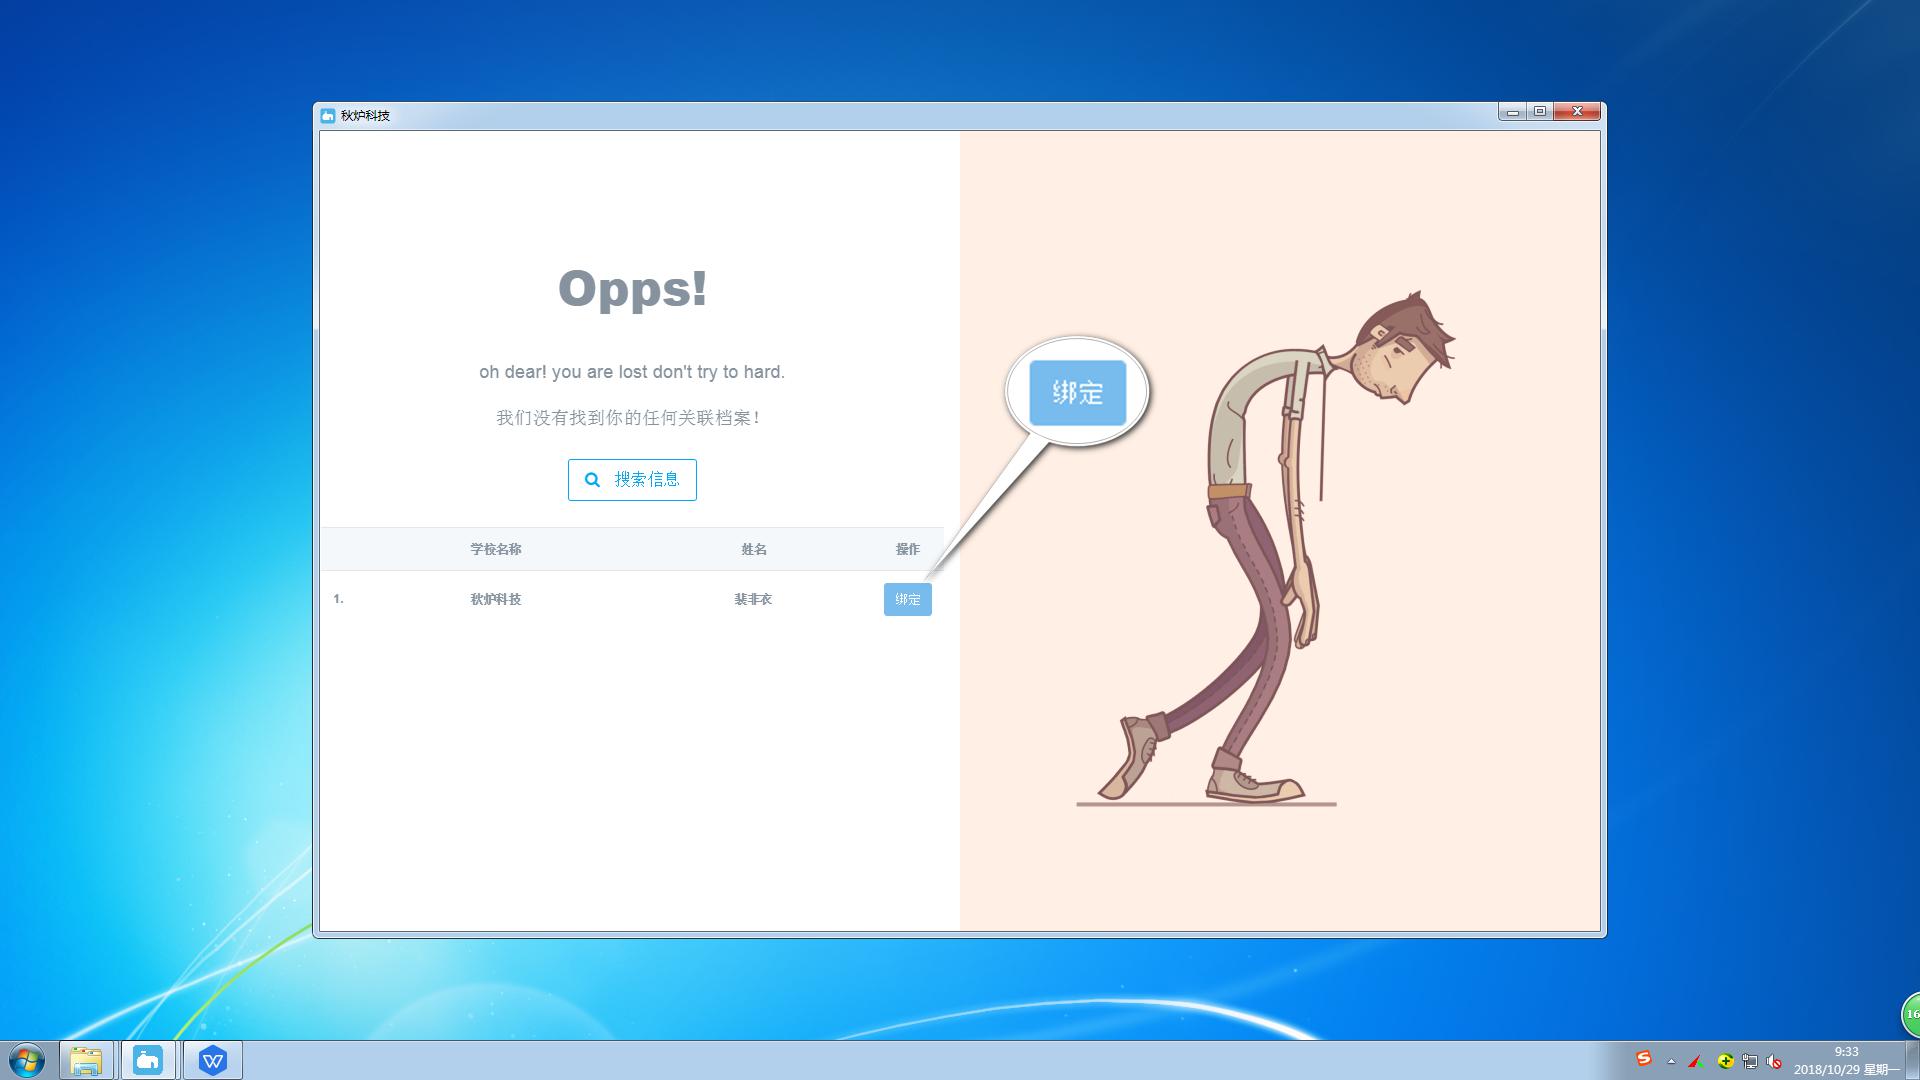 秋炉科技
Opps!
oh dear! you are lost don't try to hard.
我们没有找到你的任何关联档案！
搜索信息
学校名称 姓名 操作
1. 秋炉科技 裴非衣 绑定
绑定
16
9:33
2018/10/29 星期一